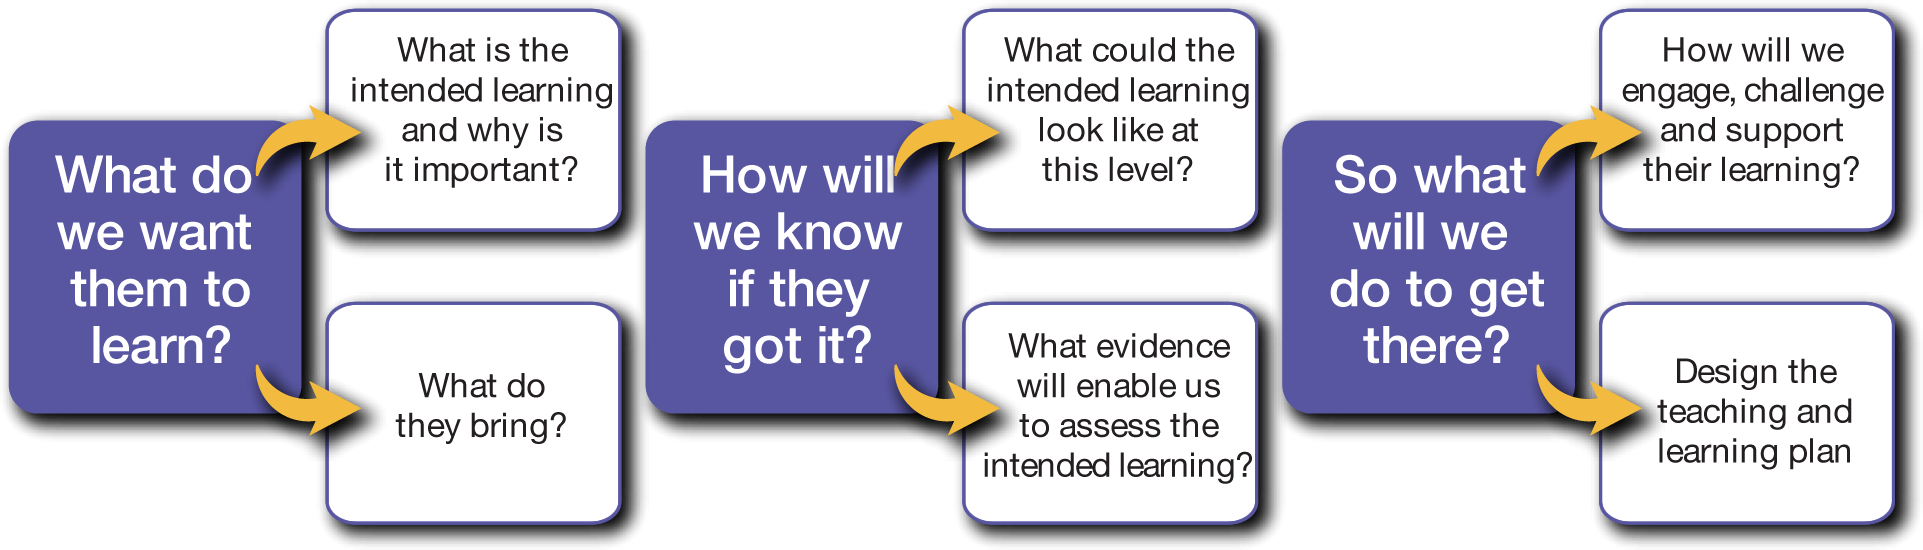 What do
we want
them to
learn?
What is the
intended learning
and why is
it important?
What do
they bring?
How will
we know
if they
got it?
What could the
intended learning
look like at
this level?
What evidence
will enable us
to assess the
intended learning?
So what
will we
do to get
there?
How will we
engage, challenge
and support
their learning?
Design the
teaching and
learning plan